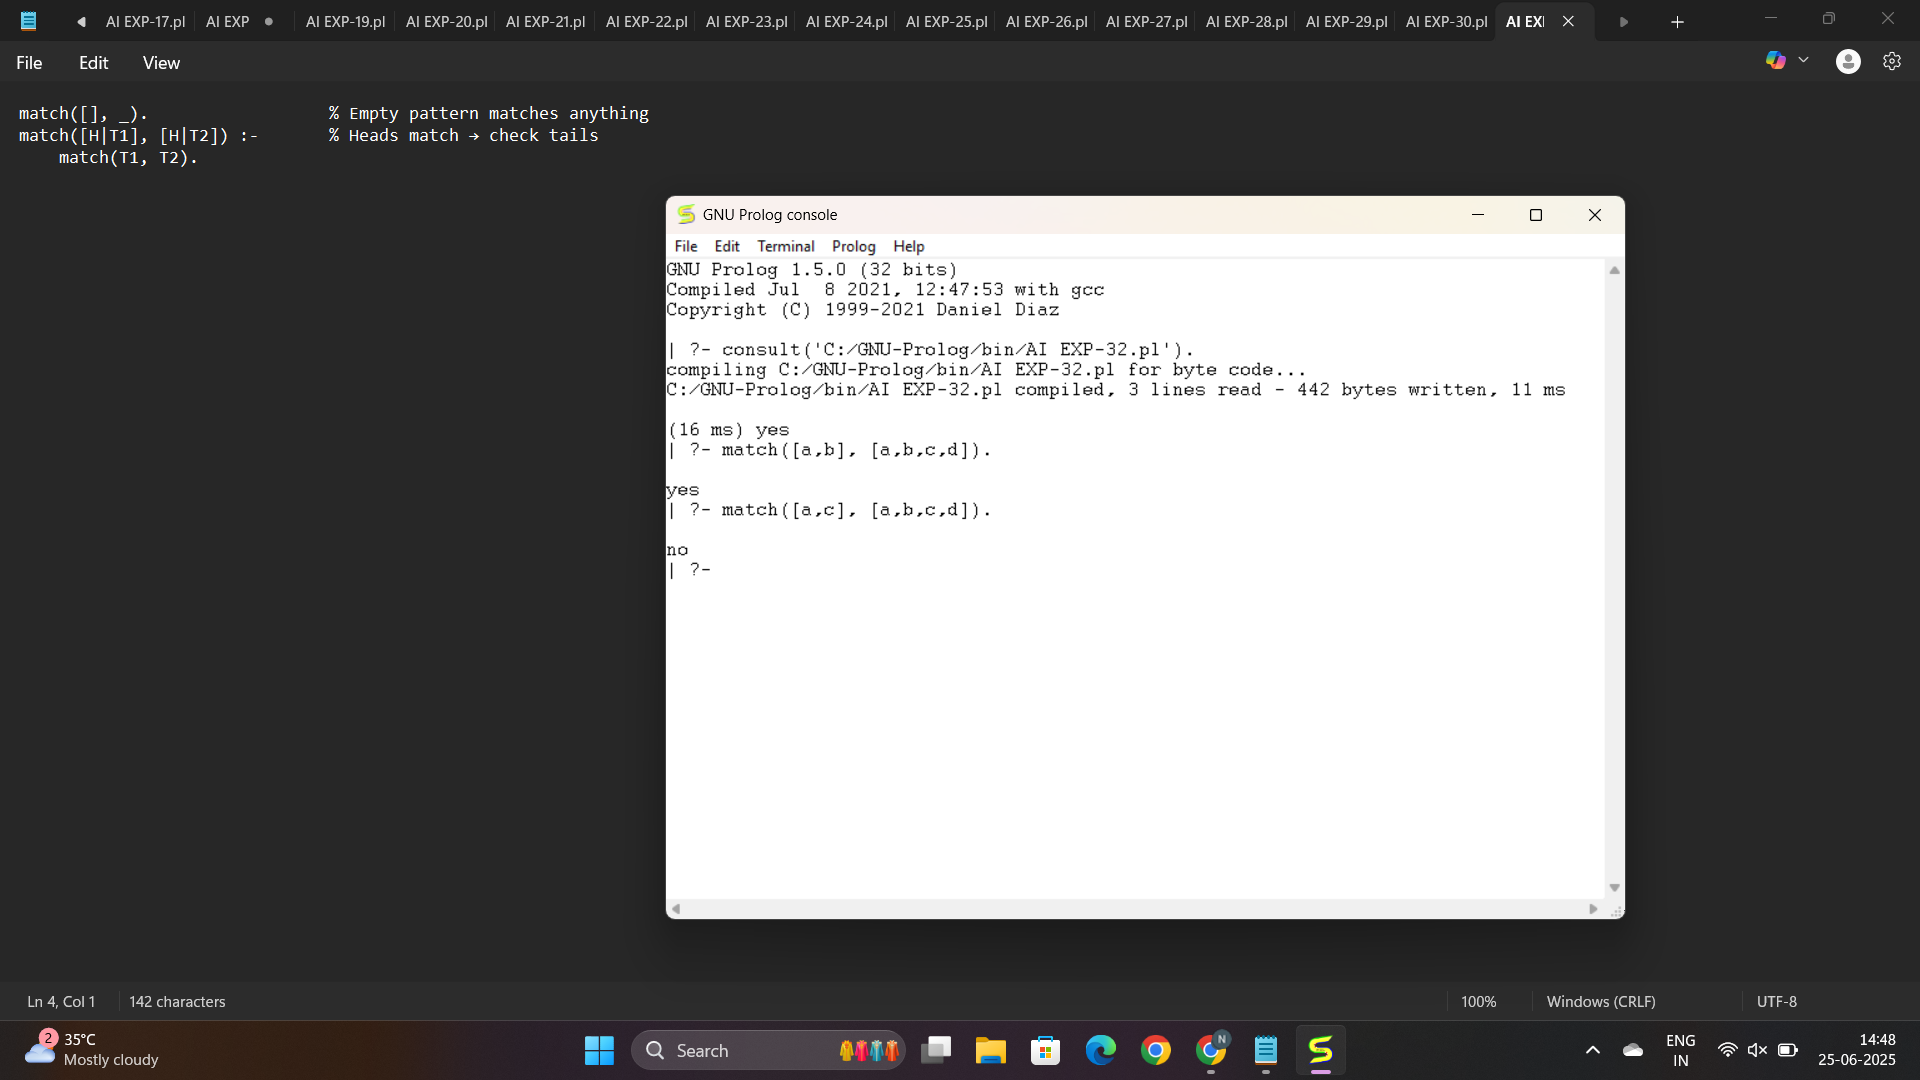 AI EXP-17.pl AI EXP AI EXP-19.pl AI EXP-20.pl AI EXP-21.pl AI EXP-22.pl AI EXP-23.pl AI EXP-24.pl AI EXP-25.pl AI EXP-26.pl AI EXP-27.pl AI EXP-28.pl AI EXP-29.pl AI EXP-30.pl AI EX
File Edit View
match([], _). % Empty pattern matches anything
match([H|T1], [H|T2]) :- % Heads match → check tails
match(T1, T2).
GNU Prolog console
File Edit Terminal Prolog Help
GNU Prolog 1.5.0 (32 bits)
Compiled Jul  8 2021, 12:47:53 with gcc
Copyright (C) 1999-2021 Daniel Diaz
| ?- consult('C:/GNU-Prolog/bin/AI EXP-32.pl').
compiling C:/GNU-Prolog/bin/AI EXP-32.pl for byte code...
C:/GNU-Prolog/bin/AI EXP-32.pl compiled, 3 lines read - 442 bytes written, 11 ms
(16 ms) yes
| ?- match([a,b], [a,b,c,d]).
yes
| ?- match([a,c], [a,b,c,d]).
no
| ?-
Ln 4, Col 1 142 characters 100% Windows (CRLF) UTF-8
2 35°C
Mostly cloudy
Search
N
ENG
IN
14:48
25-06-2025